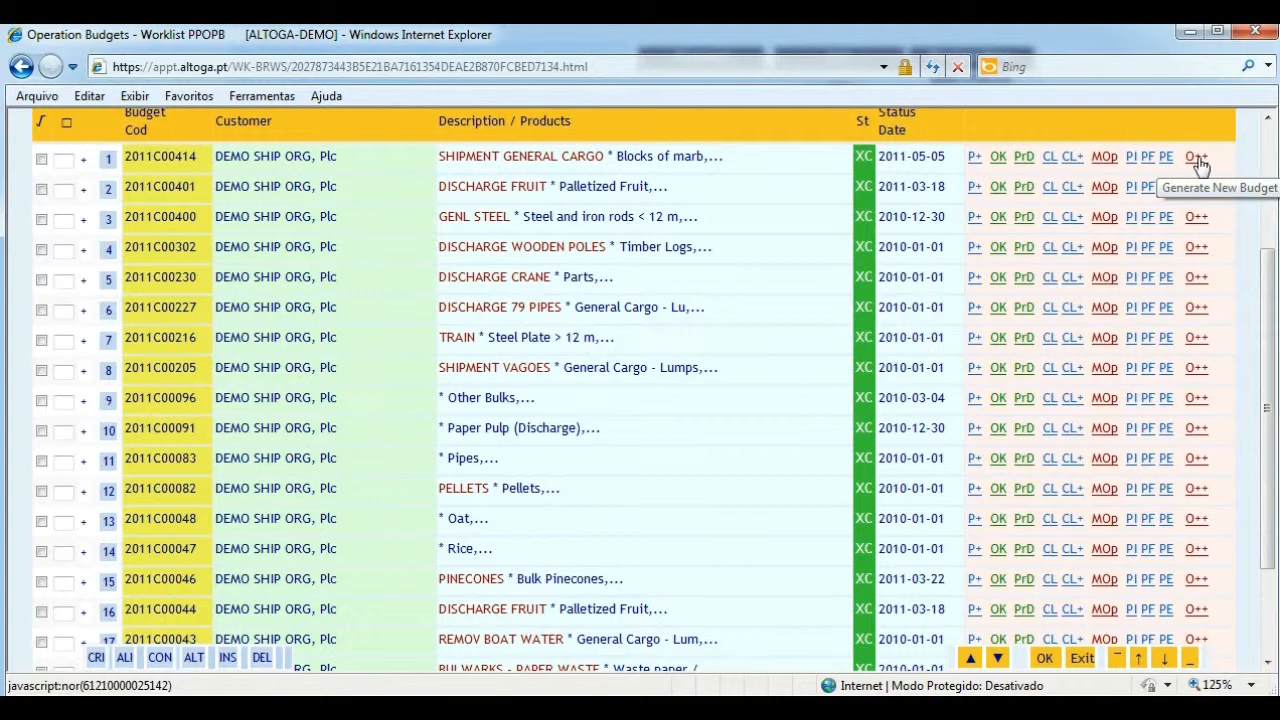 Operation Budgets - Worklist PPOPB [ALTOGA-DEMO] - Windows Internet Explorer
https://appt.altoga.pt/WK-BRWS/2027873443B5E21BA7161354DEAE2B870FCBED7134.html Bing
Arquivo Editar Exibir Favoritos Ferramentas Ajuda
Budget Cod Customer Description / Products St Status Date
1 2011C00414 DEMO SHIP ORG, Plc SHIPMENT GENERAL CARGO * Blocks of marb,... XC 2011-05-05 P+ OK PrD CL CL+ MOp PI PF PE O++
Generate New Budget
2 2011C00401 DEMO SHIP ORG, Plc DISCHARGE FRUIT * Palletized Fruit,... XC 2011-03-18 P+ OK PrD CL CL+ MOp PI PF
3 2011C00400 DEMO SHIP ORG, Plc GENL STEEL * Steel and iron rods < 12 m,... XC 2010-12-30 P+ OK PrD CL CL+ MOp PI PF PE O++
4 2011C00302 DEMO SHIP ORG, Plc DISCHARGE WOODEN POLES * Timber Logs,... XC 2010-01-01 P+ OK PrD CL CL+ MOp PI PF PE O++
5 2011C00230 DEMO SHIP ORG, Plc DISCHARGE CRANE * Parts,... XC 2010-01-01 P+ OK PrD CL CL+ MOp PI PF PE O++
6 2011C00227 DEMO SHIP ORG, Plc DISCHARGE 79 PIPES * General Cargo - Lu,... XC 2010-01-01 P+ OK PrD CL CL+ MOp PI PF PE O++
7 2011C00216 DEMO SHIP ORG, Plc TRAIN * Steel Plate > 12 m,... XC 2010-01-01 P+ OK PrD CL CL+ MOp PI PF PE O++
8 2011C00205 DEMO SHIP ORG, Plc SHIPMENT VAGOES * General Cargo - Lumps,... XC 2010-01-01 P+ OK PrD CL CL+ MOp PI PF PE O++
9 2011C00096 DEMO SHIP ORG, Plc * Other Bulks,... XC 2010-03-04 P+ OK PrD CL CL+ MOp PI PF PE O++
10 2011C00091 DEMO SHIP ORG, Plc * Paper Pulp (Discharge),... XC 2010-12-30 P+ OK PrD CL CL+ MOp PI PF PE O++
11 2011C00083 DEMO SHIP ORG, Plc * Pipes,... XC 2010-01-01 P+ OK PrD CL CL+ MOp PI PF PE O++
12 2011C00082 DEMO SHIP ORG, Plc PELLETS * Pellets,... XC 2010-01-01 P+ OK PrD CL CL+ MOp PI PF PE O++
13 2011C00048 DEMO SHIP ORG, Plc * Oat,... XC 2010-01-01 P+ OK PrD CL CL+ MOp PI PF PE O++
14 2011C00047 DEMO SHIP ORG, Plc * Rice,... XC 2010-01-01 P+ OK PrD CL CL+ MOp PI PF PE O++
15 2011C00046 DEMO SHIP ORG, Plc PINECONES * Bulk Pinecones,... XC 2011-03-22 P+ OK PrD CL CL+ MOp PI PF PE O++
16 2011C00044 DEMO SHIP ORG, Plc DISCHARGE FRUIT * Palletized Fruit,... XC 2011-03-18 P+ OK PrD CL CL+ MOp PI PF PE O++
17 2011C00043 DEMO SHIP ORG, Plc REMOV BOAT WATER * General Cargo - Lum,... XC 2010-01-01 P+ OK PrD CL CL+ MOp PI PF PE O++
CRI ALI CON ALT INS DEL RG, Plc BULWARKS - PAPER WASTE * Waste paper / XC 2010-01-01 OK Exit
javascript:nor(61210000025142) Internet | Modo Protegido: Desativado 125%